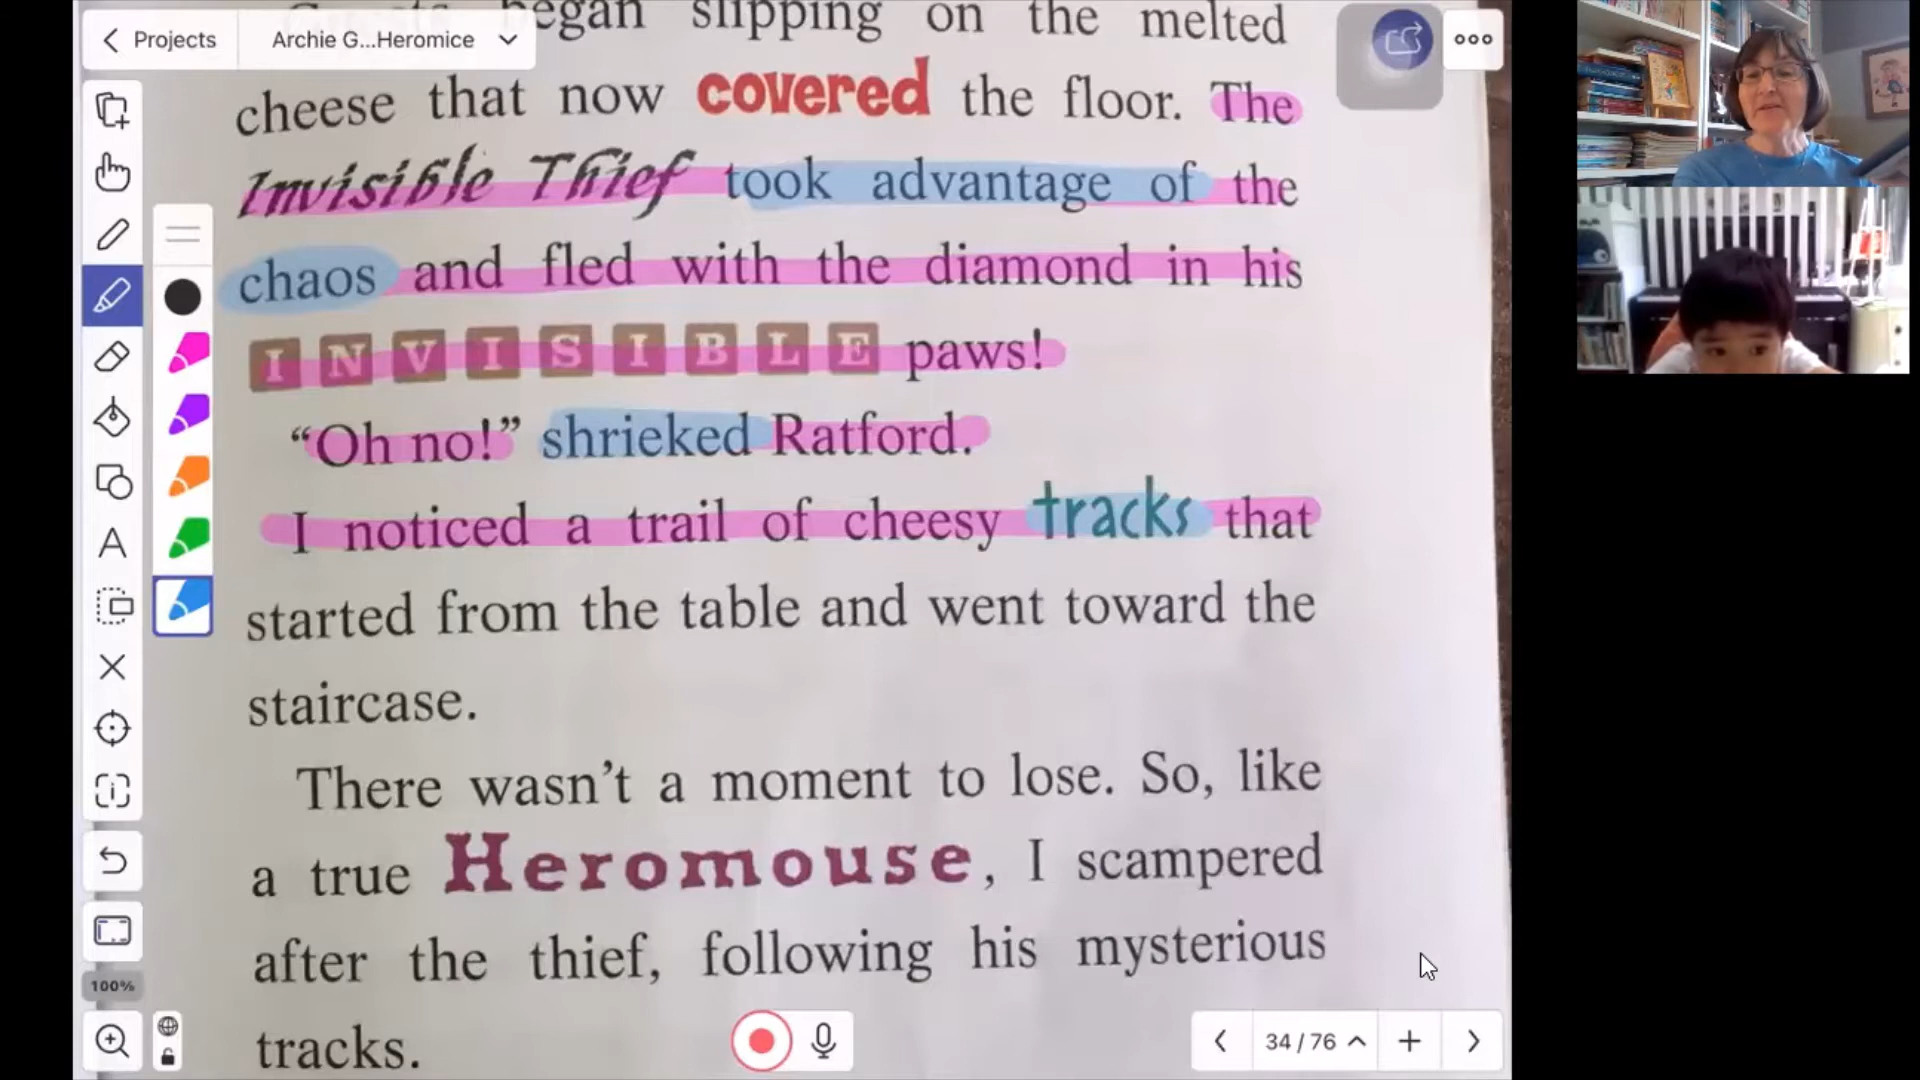 began slipping on the melted
Projects
Archie G...Heromice
cheese that now covered the floor. The
Invisible Thief took advantage of the
chaos and fled with the diamond in his
INVISIBLE paws!
“Oh no!” shrieked Ratford.
I noticed a trail of cheesy tracks that
started from the table and went toward the
staircase.
There wasn’t a moment to lose. So, like
a true Heromouse, I scampered
after the thief, following his mysterious
tracks.
100%
34 / 76